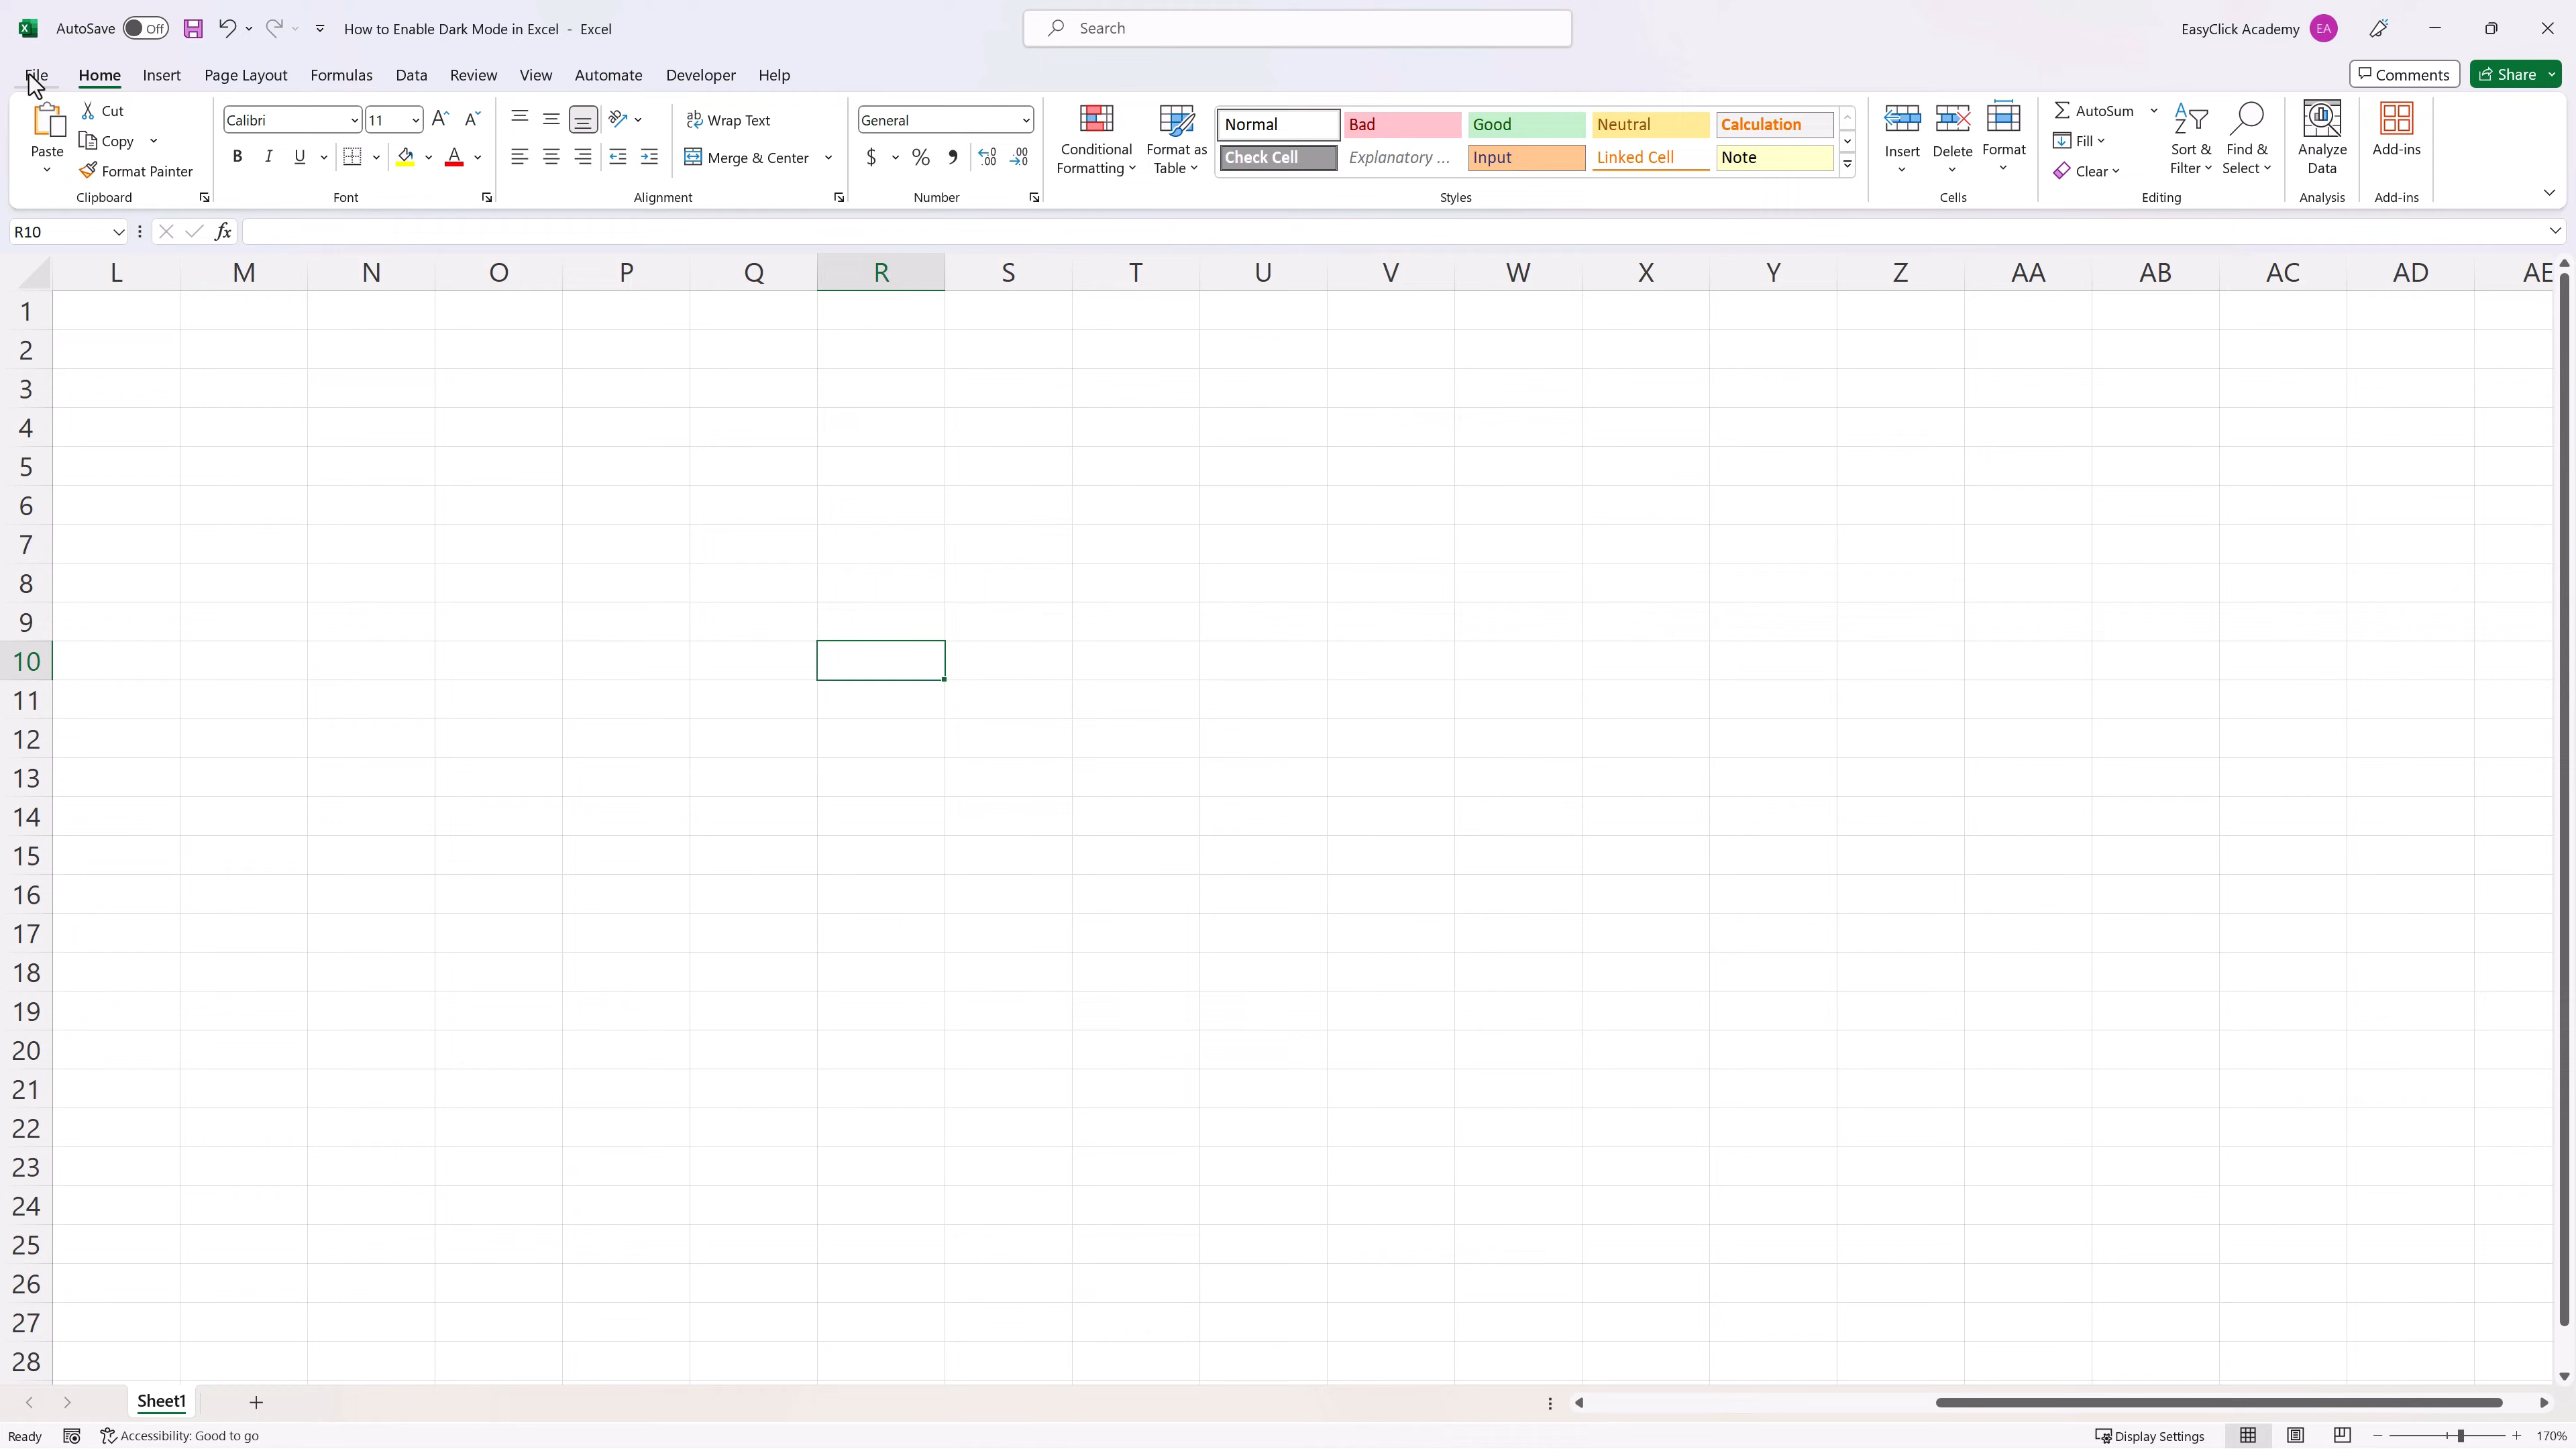 AutoSave Off How to Enable Dark Mode in Excel - Excel Search EasyClick Academy EA
File Home Insert Page Layout Formulas Data Review View Automate Developer Help Comments Share
Paste Cut Copy Format Painter Clipboard
Calibri 11 B I U A Font
Wrap Text Merge & Center Alignment
General $ % Number
Conditional Formatting Format as Table
Normal Bad Good Neutral Calculation
Check Cell Explanatory ... Input Linked Cell Note
Styles
Insert Delete Format Cells
AutoSum Fill Clear Sort & Filter Find & Select Editing
Analyze Data Analysis
Add-ins Add-ins
R10 fx
L M N O P Q R S T U V W X Y Z AA AB AC AD AE
1
2
3
4
5
6
7
8
9
10
11
12
13
14
15
16
17
18
19
20
21
22
23
24
25
26
27
28
Sheet1
Ready Accessibility: Good to go Display Settings 170%